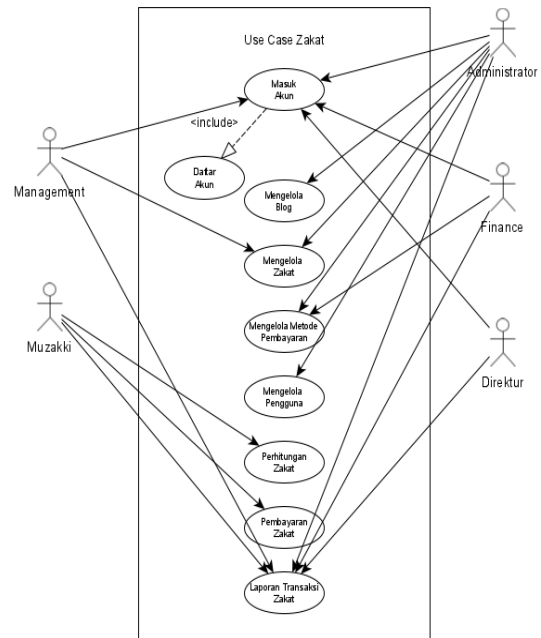 Use Case Zakat
Administrator
Masuk
Akun
<include>
Management
Daftar
Akun
Mengelola
Blog
Finance
Mengelola
Zakat
Muzakki
Mengelola Metode
Pembayaran
Direktur
Mengelola
Pengguna
Perhitungan
Zakat
Pembayaran
Zakat
Laporan Transaksi
Zakat